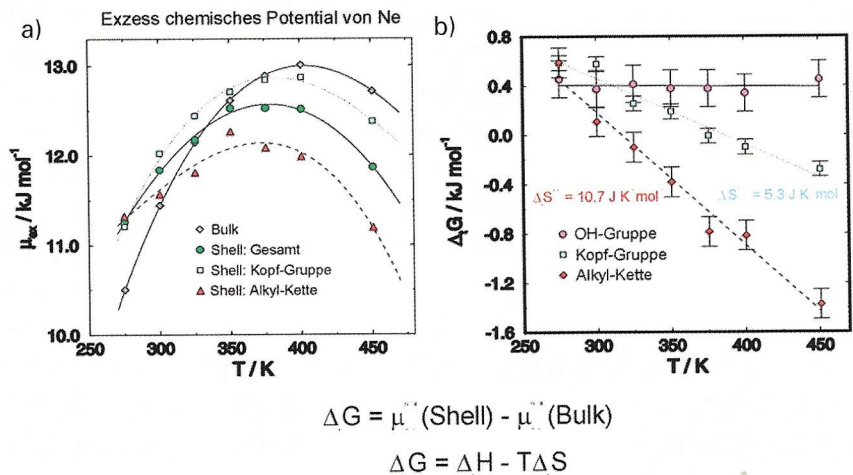 a)
Exzess chemisches Potential von Ne
13.0
12.0
11.0
10.0
μex / kJ mol⁻¹
Bulk
Shell: Gesamt
Shell: Kopf-Gruppe
Shell: Alkyl-Kette
250 300 350 400 450
T / K
b)
0.8
0.4
0.0
-0.4
-0.8
-1.2
-1.6
ΔG / kJ mol⁻¹
ΔS = 10.7 J K mol
ΔS = 5.3 J K mol
OH-Gruppe
Kopf-Gruppe
Alkyl-Kette
250 300 350 400 450
T / K
ΔG = μ (Shell) - μ (Bulk)
ΔG = ΔH - TΔS